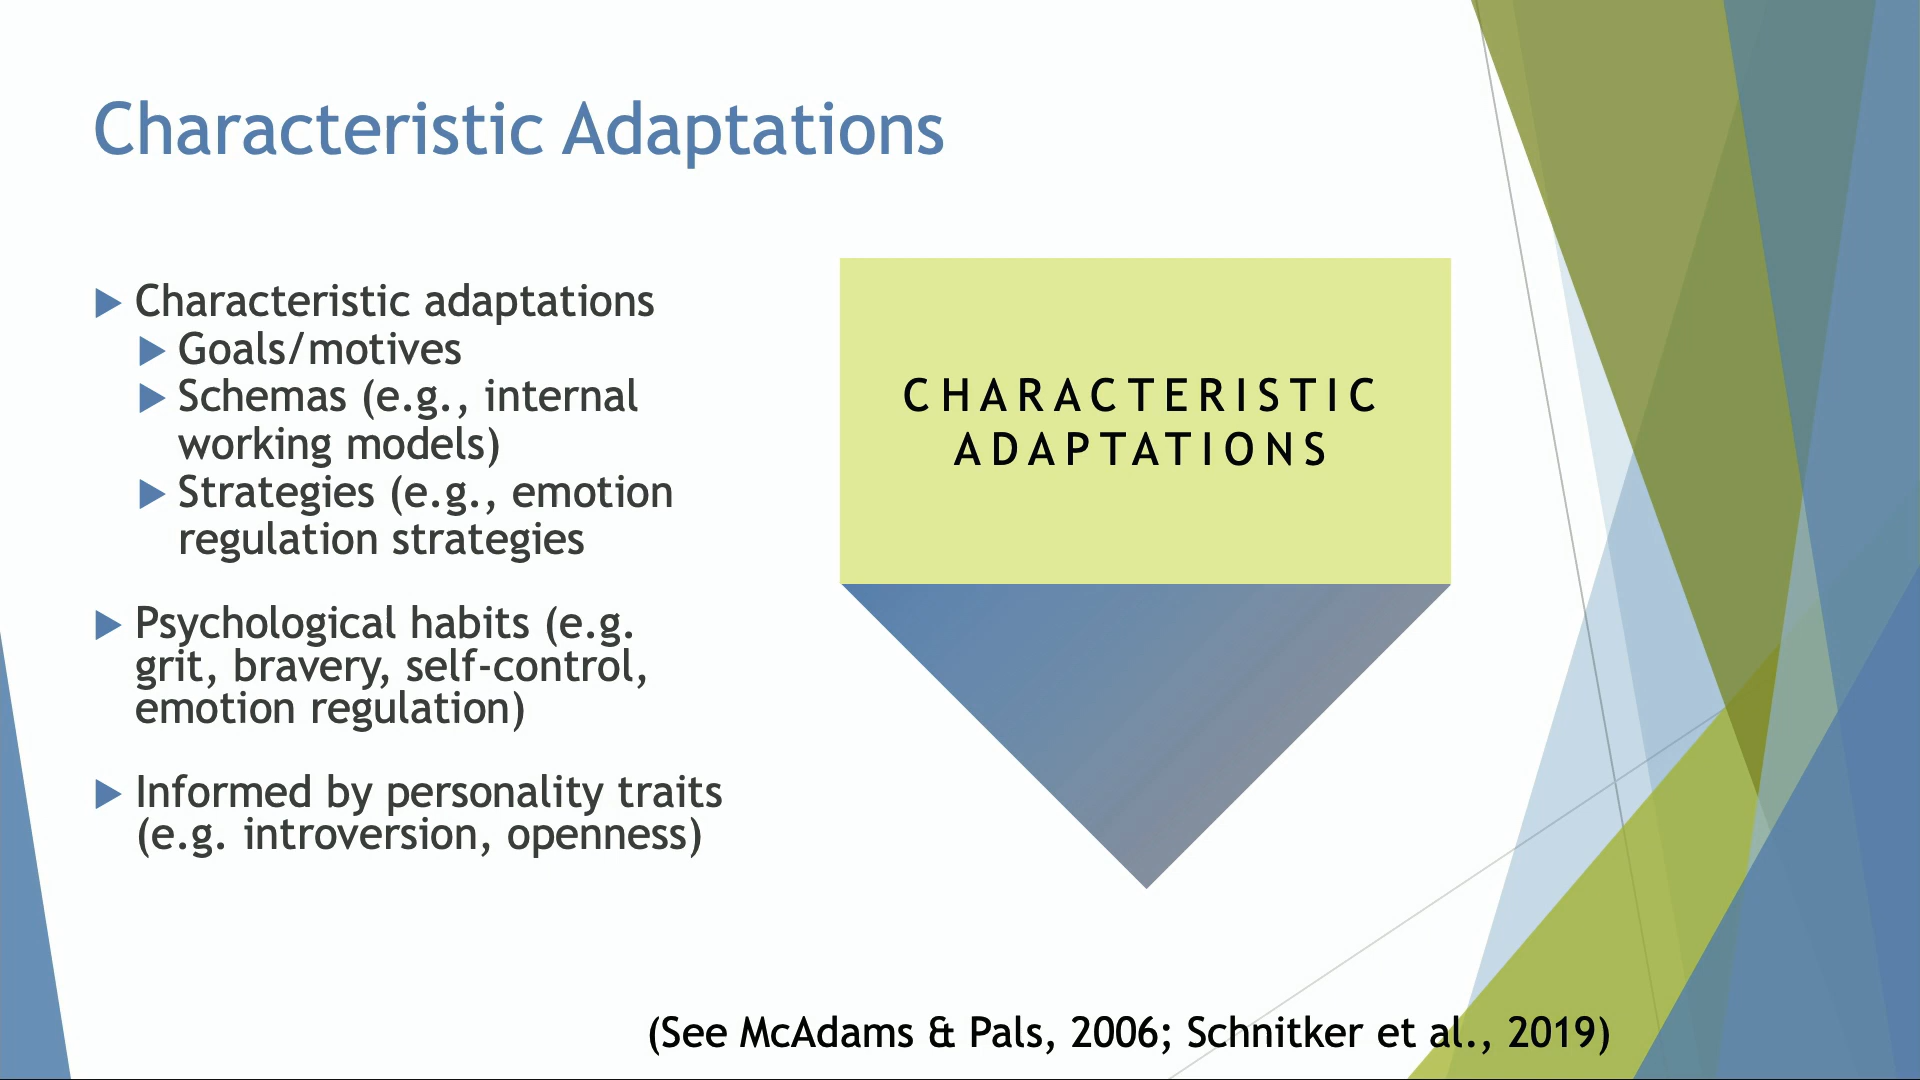 Characteristic Adaptations
Characteristic adaptations
Goals/motives
Schemas (e.g., internal
working models)
Strategies (e.g., emotion
regulation strategies
Psychological habits (e.g.
grit, bravery, self-control,
emotion regulation)
Informed by personality traits
(e.g. introversion, openness)
CHARACTERISTIC
ADAPTATIONS
(See McAdams & Pals, 2006; Schnitker et al., 2019)